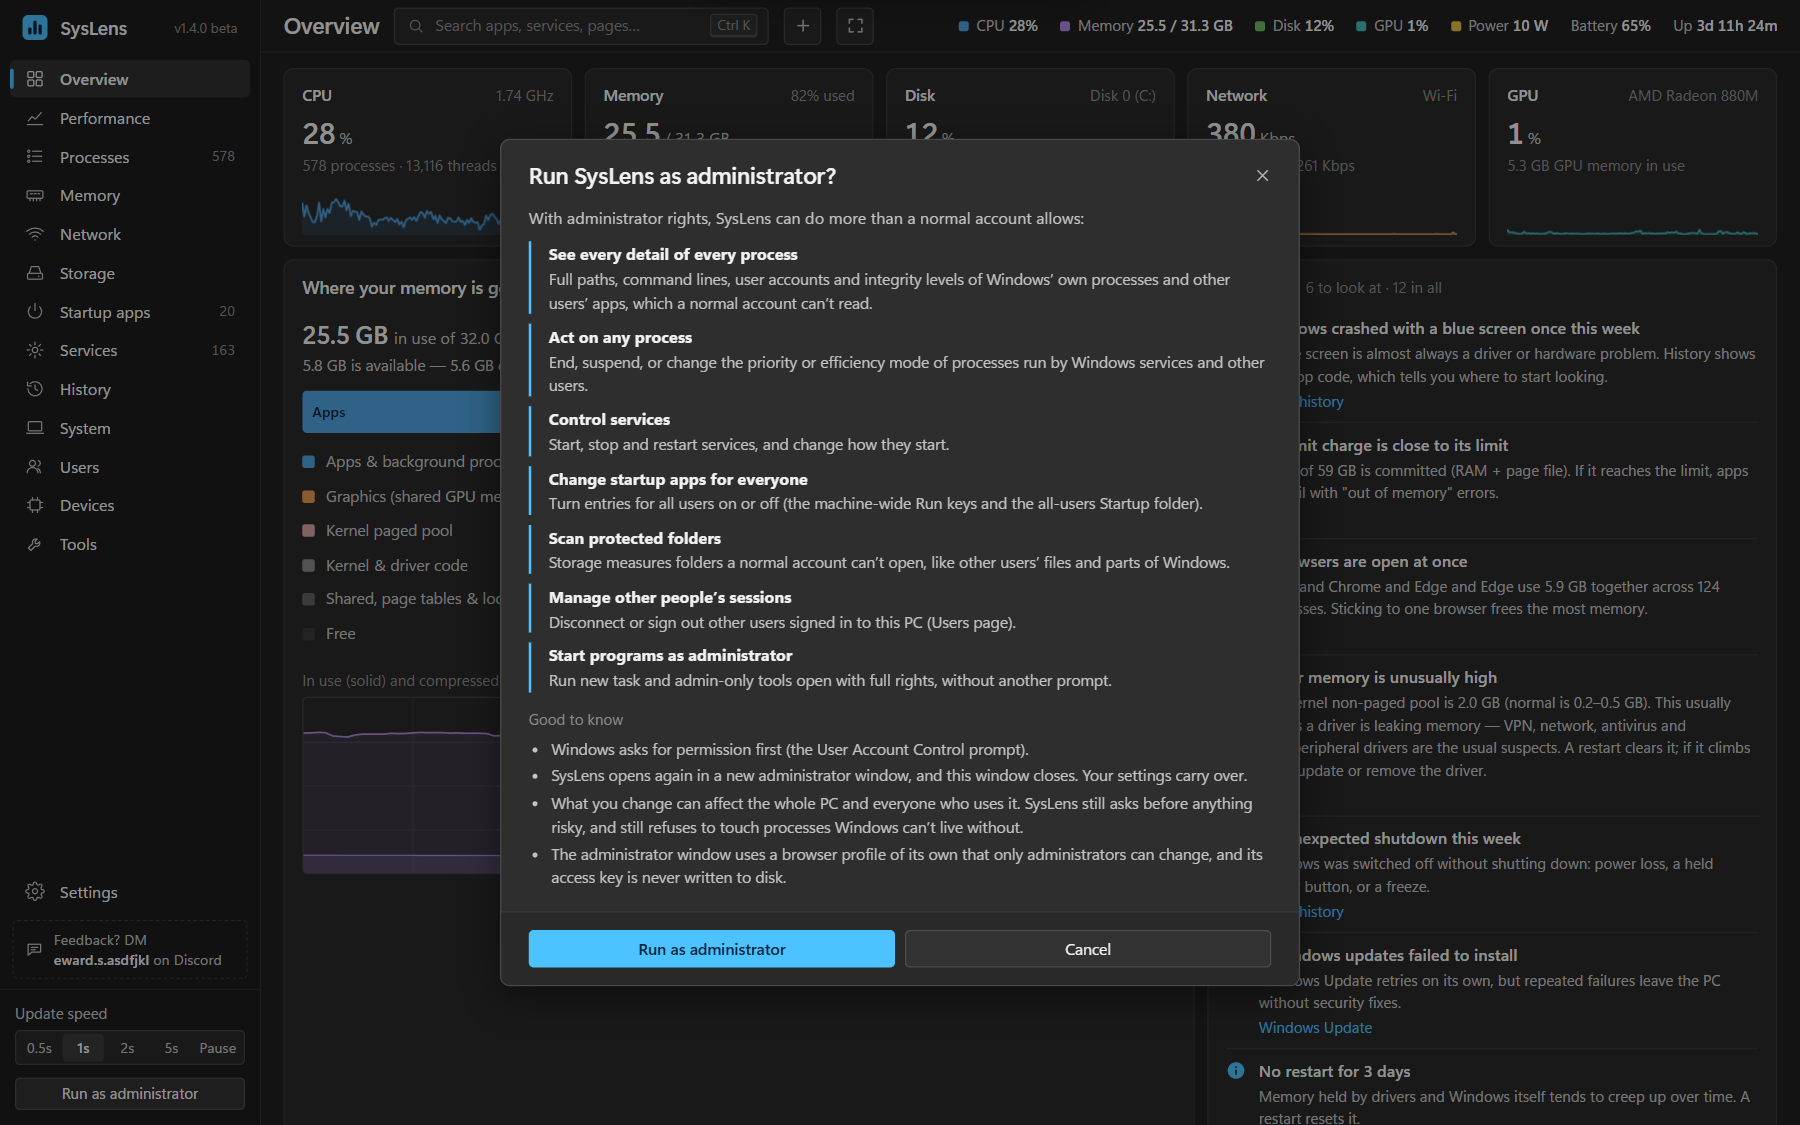 SysLens
v1.4.0 beta
Overview
Performance
Processes
578
Memory
Network
Storage
Startup apps
20
Services
163
History
System
Users
Devices
Tools
Settings
Feedback? DM
eward.s.asdfjkl on Discord
Update speed
0.5s
1s
2s
5s
Pause
Run as administrator
Overview
Search apps, services, pages...
Ctrl K
CPU 28%
Memory 25.5 / 31.3 GB
Disk 12%
GPU 1%
Power 10 W
Battery 65%
Up 3d 11h 24m
CPU
1.74 GHz
28 %
578 processes · 13,116 threads
Memory
82% used
25.5 / 31.3 GB
Disk
Disk 0 (C:)
12 %
Network
Wi-Fi
380 Kbps
261 Kbps
GPU
AMD Radeon 880M
1 %
5.3 GB GPU memory in use
Where your memory is g
25.5 GB in use of 32.0
5.8 GB is available — 5.6 GB
Apps
Apps & background proc
Graphics (shared GPU me
Kernel paged pool
Kernel & driver code
Shared, page tables & loc
Free
In use (solid) and compressed
Run SysLens as administrator?
With administrator rights, SysLens can do more than a normal account allows:
See every detail of every process
Full paths, command lines, user accounts and integrity levels of Windows’ own processes and other
users’ apps, which a normal account can’t read.
Act on any process
End, suspend, or change the priority or efficiency mode of processes run by Windows services and other
users.
Control services
Start, stop and restart services, and change how they start.
Change startup apps for everyone
Turn entries for all users on or off (the machine-wide Run keys and the all-users Startup folder).
Scan protected folders
Storage measures folders a normal account can’t open, like other users’ files and parts of Windows.
Manage other people’s sessions
Disconnect or sign out other users signed in to this PC (Users page).
Start programs as administrator
Run new task and admin-only tools open with full rights, without another prompt.
Good to know
• Windows asks for permission first (the User Account Control prompt).
• SysLens opens again in a new administrator window, and this window closes. Your settings carry over.
• What you change can affect the whole PC and everyone who uses it. SysLens still asks before anything
risky, and still refuses to touch processes Windows can’t live without.
• The administrator window uses a browser profile of its own that only administrators can change, and its
access key is never written to disk.
Run as administrator
Cancel
6 to look at · 12 in all
ows crashed with a blue screen once this week
screen is almost always a driver or hardware problem. History shows
op code, which tells you where to start looking.
history
mit charge is close to its limit
of 59 GB is committed (RAM + page file). If it reaches the limit, apps
il with "out of memory" errors.
wsers are open at once
and Chrome and Edge and Edge use 5.9 GB together across 124
sses. Sticking to one browser frees the most memory.
r memory is unusually high
ernel non-paged pool is 2.0 GB (normal is 0.2–0.5 GB). This usually
s a driver is leaking memory — VPN, network, antivirus and
eripheral drivers are the usual suspects. A restart clears it; if it climbs
update or remove the driver.
nexpected shutdown this week
ows was switched off without shutting down: power loss, a held
button, or a freeze.
history
ndows updates failed to install
ows Update retries on its own, but repeated failures leave the PC
without security fixes.
Windows Update
No restart for 3 days
Memory held by drivers and Windows itself tends to creep up over time. A
restart resets it.